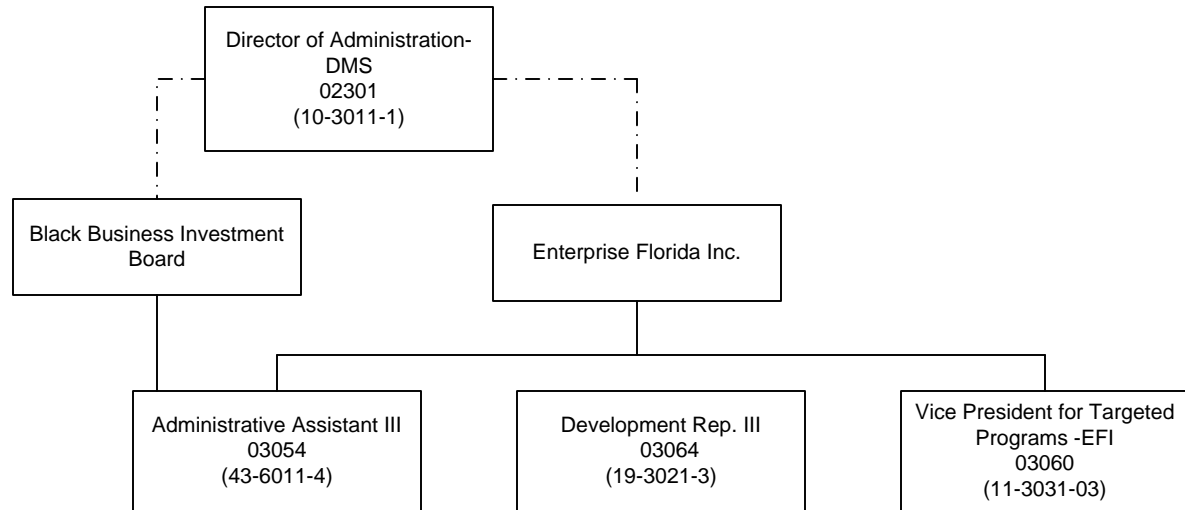 Director of Administration-
DMS
02301
(10-3011-1)
Black Business Investment
Board
Enterprise Florida Inc.
Administrative Assistant III
03054
(43-6011-4)
Development Rep. III
03064
(19-3021-3)
Vice President for Targeted
Programs -EFI
03060
(11-3031-03)